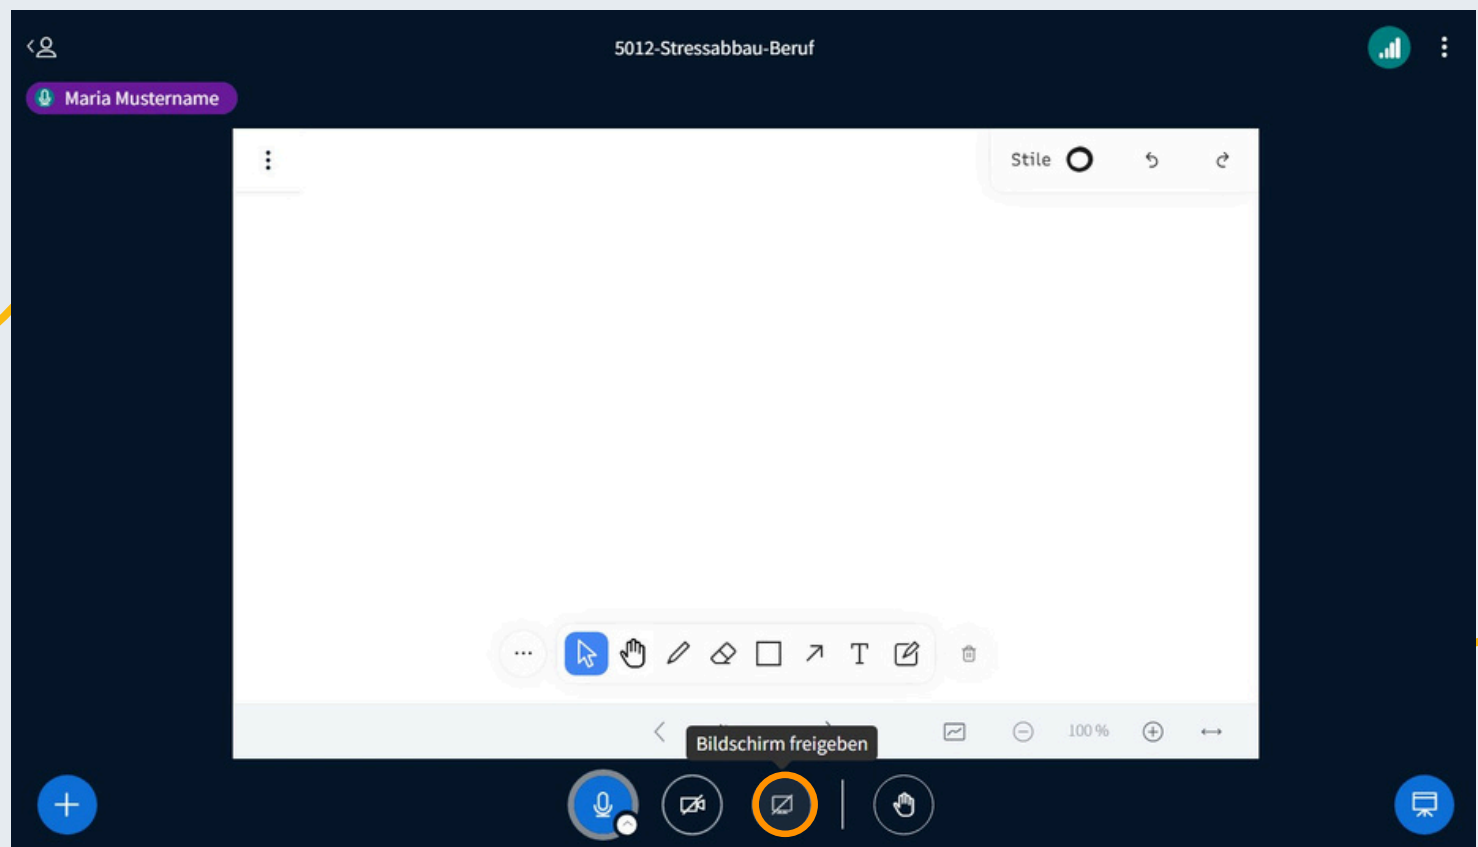 5012-Stressabbau-Beruf
Maria Mustername
Stile
T
100 %
Bildschirm freigeben